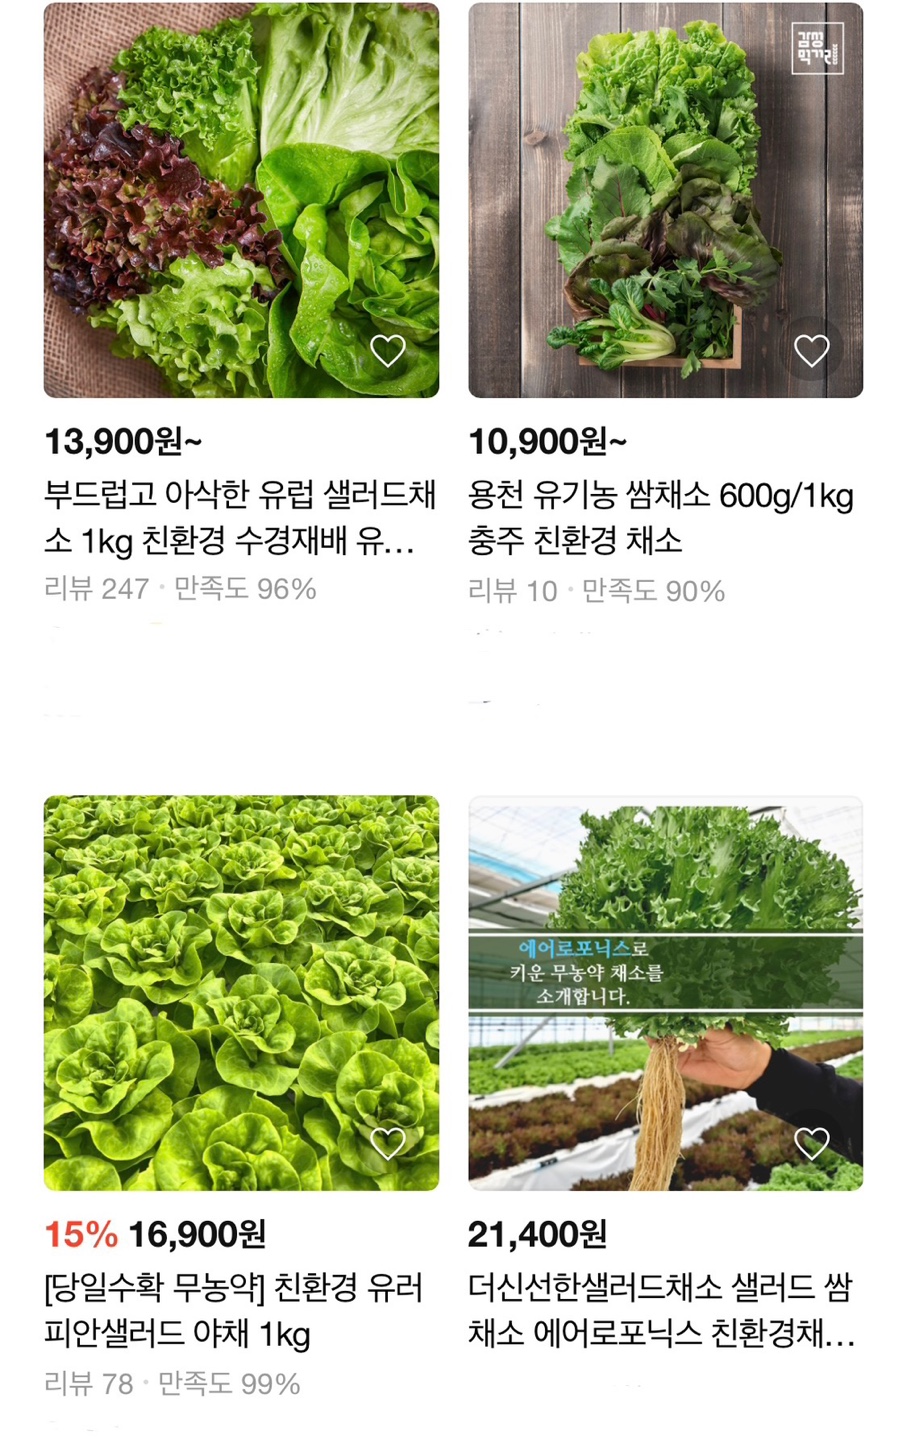 감성
먹거리
13,900원~
부드럽고 아삭한 유럽 샐러드채
소 1kg 친환경 수경재배 유...
리뷰 247 · 만족도 96%
10,900원~
용천 유기농 쌈채소 600g/1kg
충주 친환경 채소
리뷰 10 · 만족도 90%
에어로포닉스로
키운 무농약 채소를
소개합니다.
15% 16,900원
[당일수확 무농약] 친환경 유러
피안샐러드 야채 1kg
리뷰 78 · 만족도 99%
21,400원
더신선한샐러드채소 샐러드 쌈
채소 에어로포닉스 친환경채...